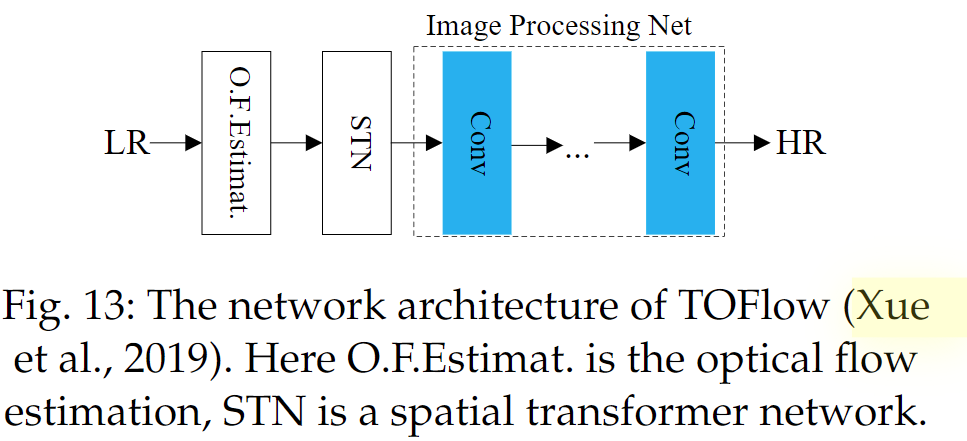 Image Processing Net
LR
O.F.Estimat.
STN
Conv
...
Conv
HR
Fig. 13: The network architecture of TOFlow (Xue
et al., 2019). Here O.F.Estimat. is the optical flow
estimation, STN is a spatial transformer network.